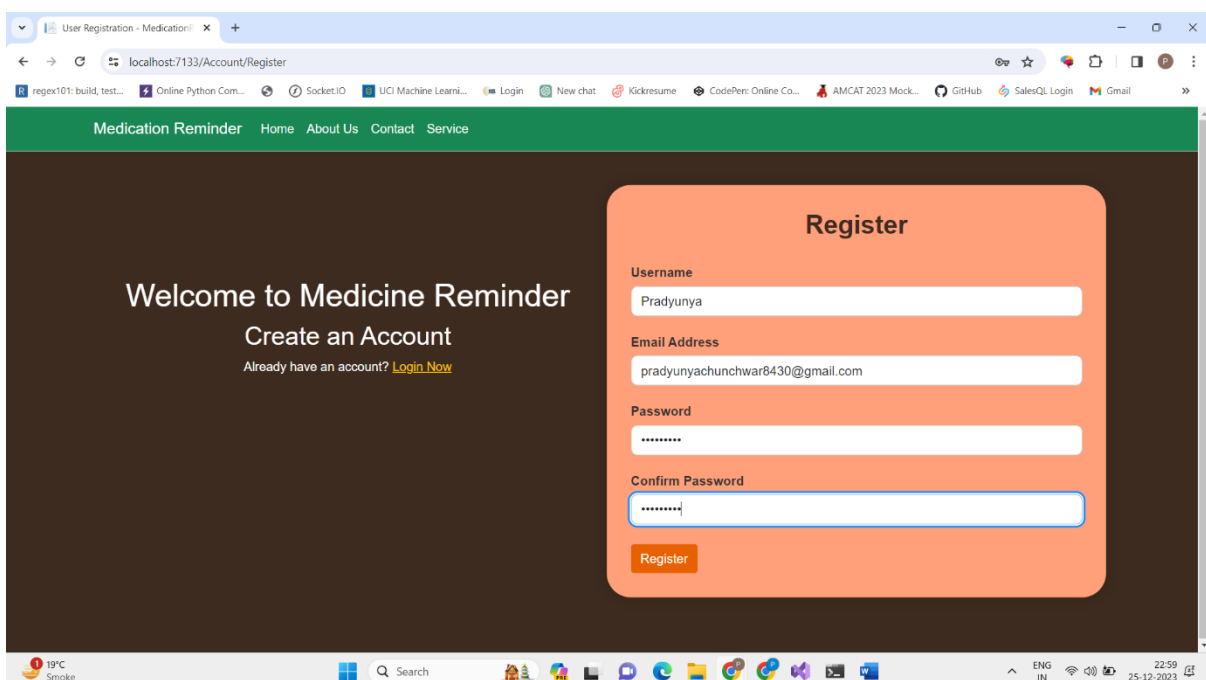 User Registration - Medication
localhost:7133/Account/Register
regex101: build, test... Online Python Com... Socket.IO UCI Machine Learni... Login New chat Kickresume CodePen: Online Co... AMCAT 2023 Mock... GitHub SalesQL Login Gmail »
Medication Reminder Home About Us Contact Service
Register
Username
Pradyunya
Welcome to Medicine Reminder
Create an Account
Already have an account? Login Now
Email Address
pradyunyachunchwar8430@gmail.com
Password
•••••••••
Confirm Password
•••••••••
Register
1 19°C
Smoke
Search
ENG
IN
22:59
25-12-2023